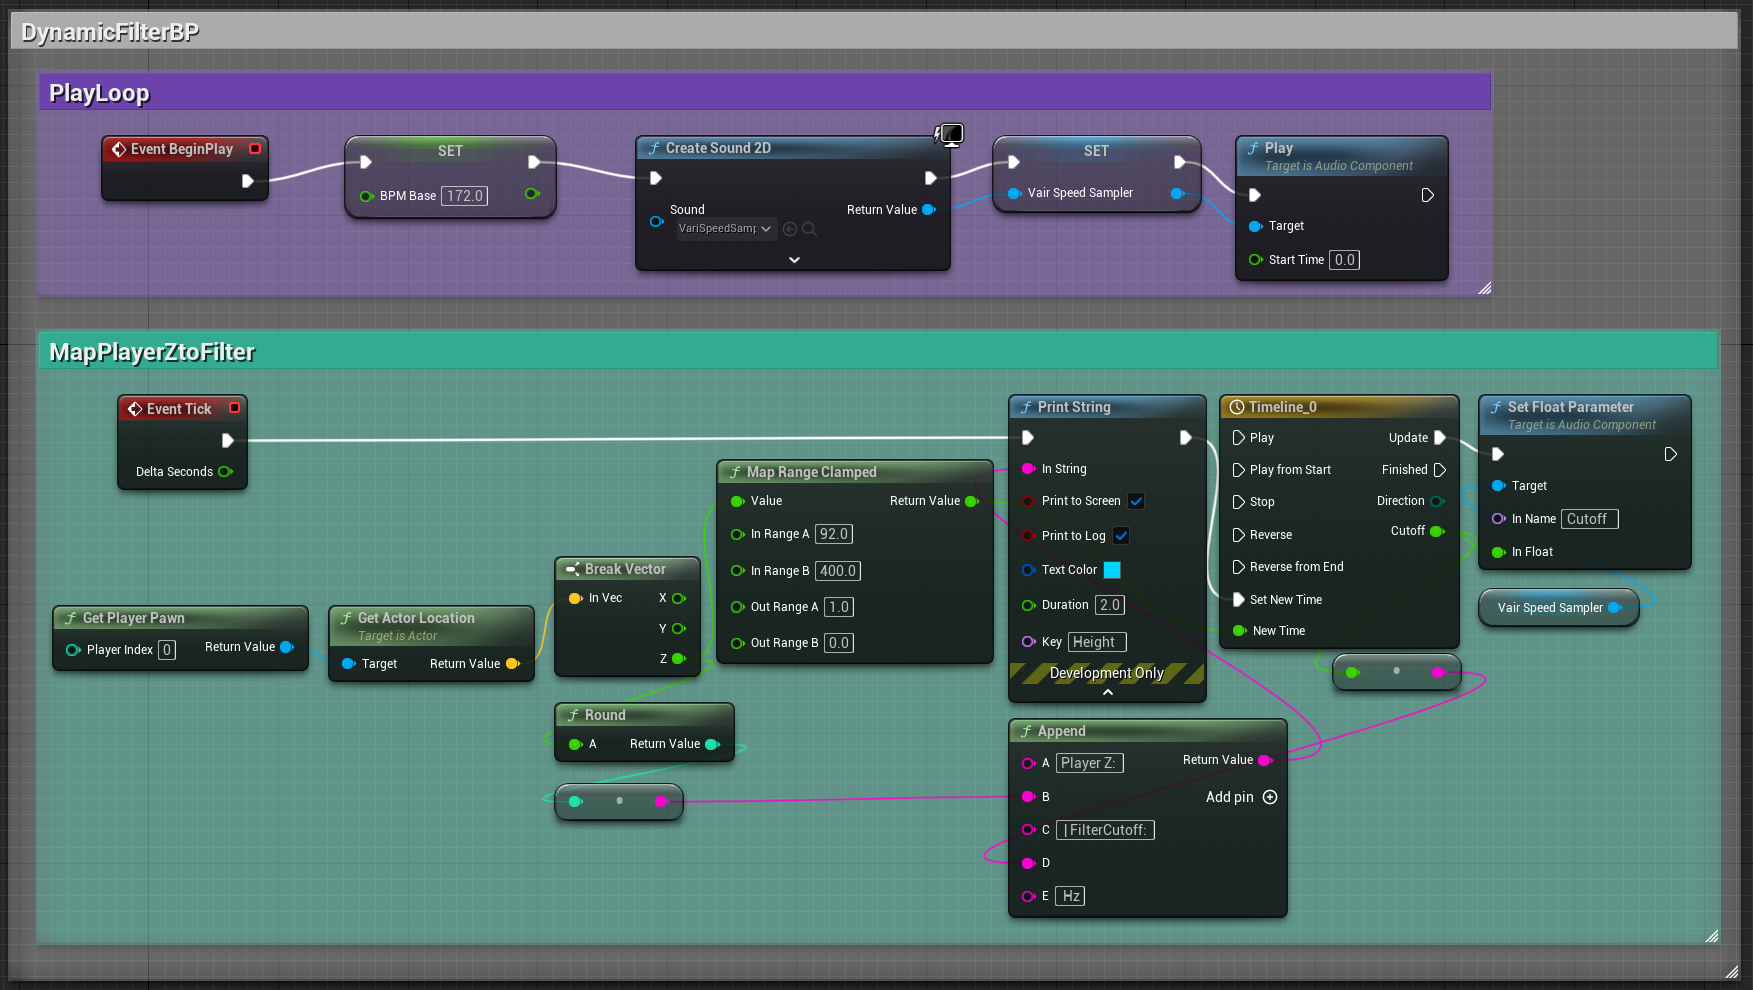 DynamicFilterBP
PlayLoop
Event BeginPlay
SET
BPM Base 172.0
Create Sound 2D
Sound
VariSpeedSamp
Return Value
SET
Vair Speed Sampler
Play
Target is Audio Component
Target
Start Time 0.0
MapPlayerZtoFilter
Event Tick
Delta Seconds
Get Player Pawn
Player Index 0
Return Value
Get Actor Location
Target is Actor
Target Return Value
Break Vector
In Vec X
Y
Z
Round
A Return Value
Map Range Clamped
Value Return Value
In Range A 92.0
In Range B 400.0
Out Range A 1.0
Out Range B 0.0
Print String
In String
Print to Screen
Print to Log
Text Color
Duration 2.0
Key Height
Development Only
Append
A Player Z: Return Value
B Add pin
C |FilterCutoff:
D
E Hz
Timeline_0
Play Update
Play from Start Finished
Stop Direction
Reverse Cutoff
Reverse from End
Set New Time
New Time
Set Float Parameter
Target is Audio Component
Target
In Name Cutoff
In Float
Vair Speed Sampler